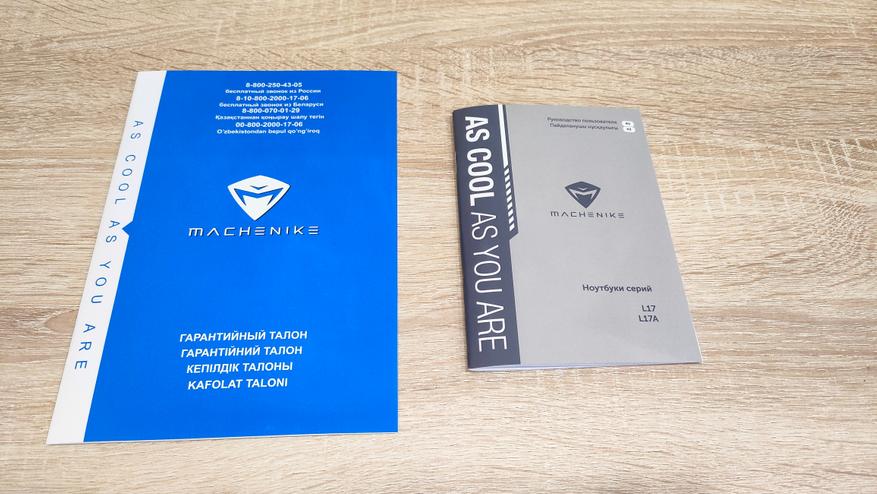 8-800-250-43-05
бесплатный звонок из России
8-10-800-2000-17-06
бесплатный звонок из Беларуси
8-800-070-01-29
Қазақстаннан қоңырау шалу тегін
00-800-2000-17-06
O'zbekistondan bepul qo'ng'iroq
AS COOL AS YOU ARE
MACHENIKE
ГАРАНТИЙНЫЙ ТАЛОН
ГАРАНТІЙНИЙ ТАЛОН
КЕПІЛДІК ТАЛОНЫ
KAFOLAT TALONI
AS COOL AS YOU ARE
Руководство пользователя
Пайдаланушы нұсқаулығы
MACHENIKE
Ноутбуки серий
L17
L17A